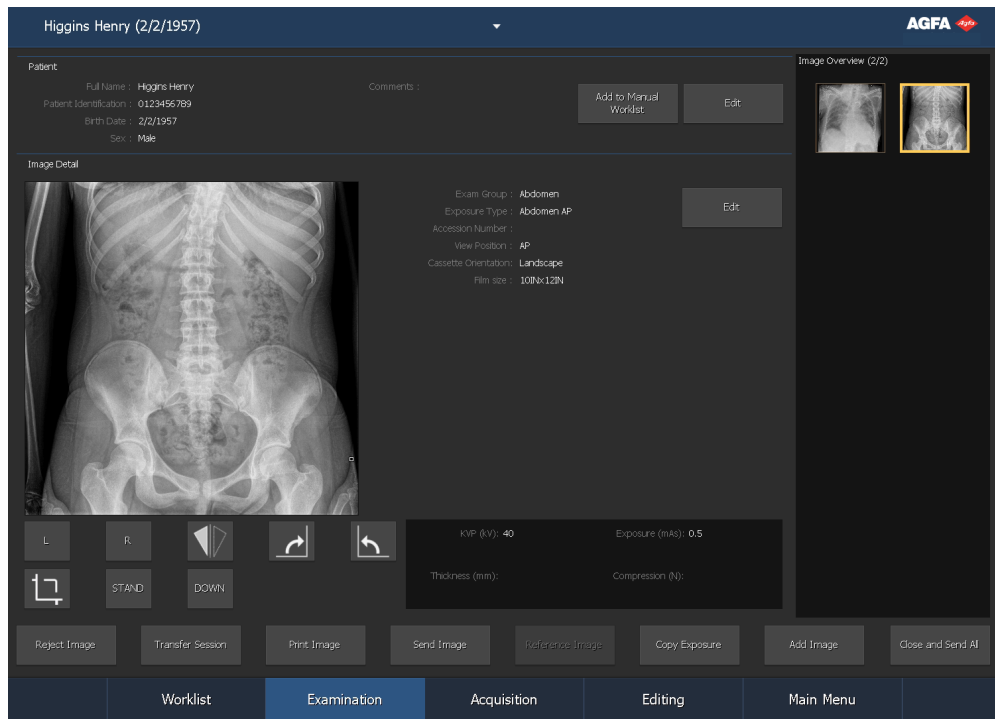 Higgins Henry (2/2/1957)
AGFA Agfa
Patient
Full Name : Higgins Henry
Patient Identification : 0123456789
Birth Date : 2/2/1957
Sex : Male
Comments :
Add to Manual
Worklist
Edit
Image Overview (2/2)
Image Detail
Exam Group : Abdomen
Exposure Type : Abdomen AP
Accession Number :
View Position : AP
Cassette Orientation: Landscape
Film size : 10INx12IN
Edit
L
R
STAND
DOWN
KVP (kV): 40
Exposure (mAs): 0.5
Thickness (mm):
Compression (N):
Reject Image
Transfer Session
Print Image
Send Image
Reference Image
Copy Exposure
Add Image
Close and Send All
Worklist
Examination
Acquisition
Editing
Main Menu